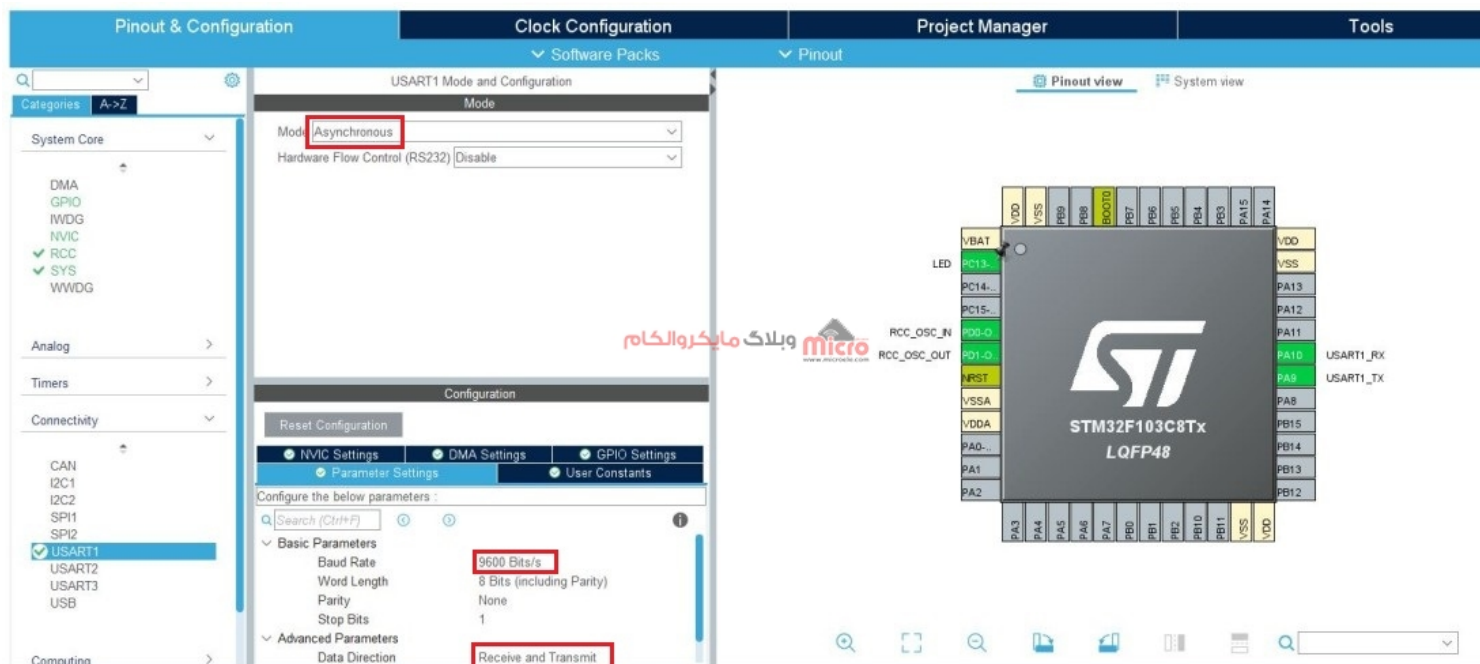 Pinout & Configuration
Clock Configuration
Project Manager
Tools
Software Packs
Pinout
Categories
A->Z
System Core
DMA
GPIO
IWDG
NVIC
RCC
SYS
WWDG
Analog
Timers
Connectivity
CAN
I2C1
I2C2
SPI1
SPI2
USART1
USART2
USART3
USB
Computing
USART1 Mode and Configuration
Mode
Mode Asynchronous
Hardware Flow Control (RS232) Disable
Configuration
Reset Configuration
NVIC Settings
DMA Settings
GPIO Settings
Parameter Settings
User Constants
Configure the below parameters :
Search (Ctrl+F)
Basic Parameters
Baud Rate 9600 Bits/s
Word Length 8 Bits (including Parity)
Parity None
Stop Bits 1
Advanced Parameters
Data Direction Receive and Transmit
Pinout view
System view
VDD
VSS
PB9
PB8
BOOT0
PB7
PB6
PB5
PB4
PB3
PA15
PA14
VBAT
LED PC13-..
PC14-..
PC15-..
RCC_OSC_IN PD0-O..
RCC_OSC_OUT PD1-O..
NRST
VSSA
VDDA
PA0-..
PA1
PA2
STM32F103C8Tx
LQFP48
VDD
VSS
PA13
PA12
PA11
PA10 USART1_RX
PA9 USART1_TX
PA8
PB15
PB14
PB13
PB12
PA3
PA4
PA5
PA6
PA7
PB0
PB1
PB2
PB10
PB11
VSS
VDD
وبلاگ مایکروالکام
micro
www.microele.com